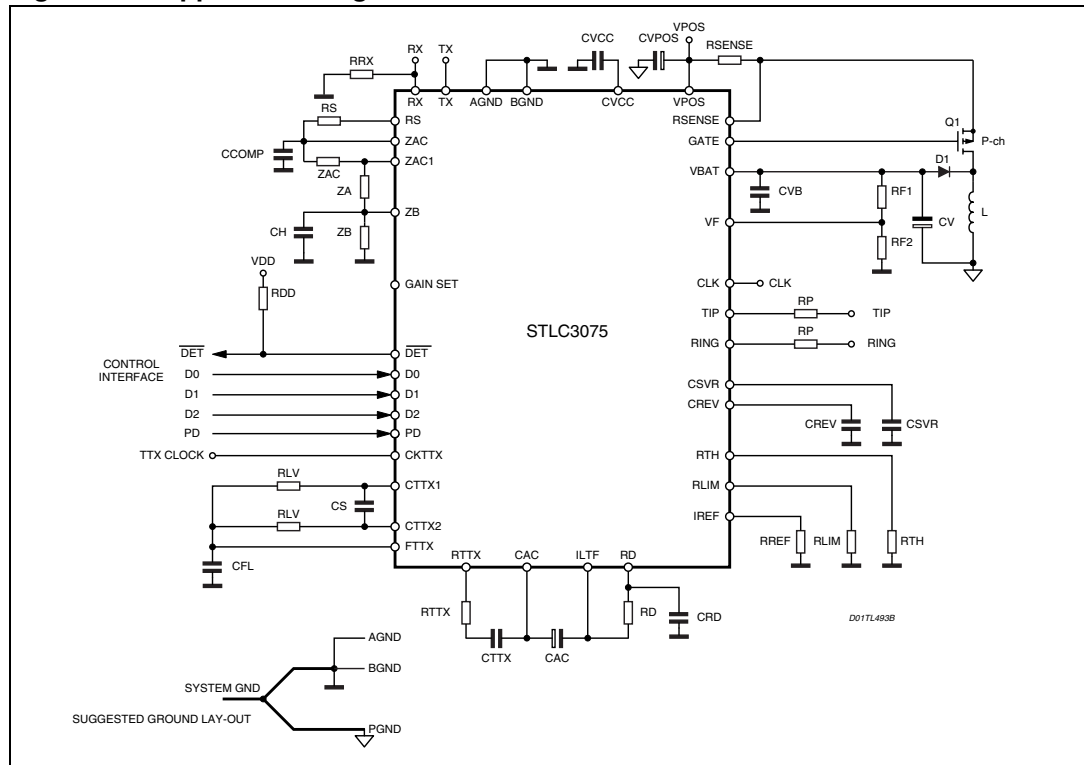 VPOS
RX TX CVCC CVPOS RSENSE
RRX
RX TX AGND BGND CVCC VPOS
RS RS RSENSE
Q1
ZAC GATE P-ch
CCOMP
ZAC1 VBAT D1
ZAC
ZA CVB RF1
ZB VF CV L
CH ZB RF2
VDD
GAIN SET CLK CLK
RDD
TIP RP TIP
STLC3075
RING RP RING
DET DET
CONTROL INTERFACE
D0 D0
CSVR
D1 D1
CREV
D2 D2
CREV CSVR
PD PD
TTX CLOCK CKTTX RTH
RLV CTTX1 RLIM
CS
RLV CTTX2 IREF
FTTX RREF RLIM RTH
CFL
RTTX CAC ILTF RD
RTTX RD CRD
D01TL493B
CTTX CAC
AGND
BGND
SYSTEM GND
SUGGESTED GROUND LAY-OUT
PGND